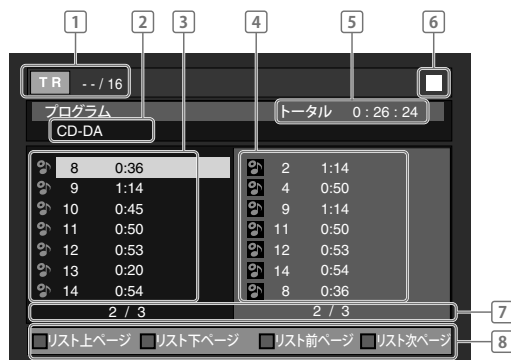 1 2 3 4 5 6
TR --/16
プログラム トータル 0:26:24
CD-DA
8 0:36 2 1:14
9 1:14 4 0:50
10 0:45 9 1:14
11 0:50 11 0:50
12 0:53 12 0:53
13 0:20 14 0:54
14 0:54 8 0:36
2 / 3 2 / 3
7
リスト上ページ リスト下ページ リスト前ページ リスト次ページ
8